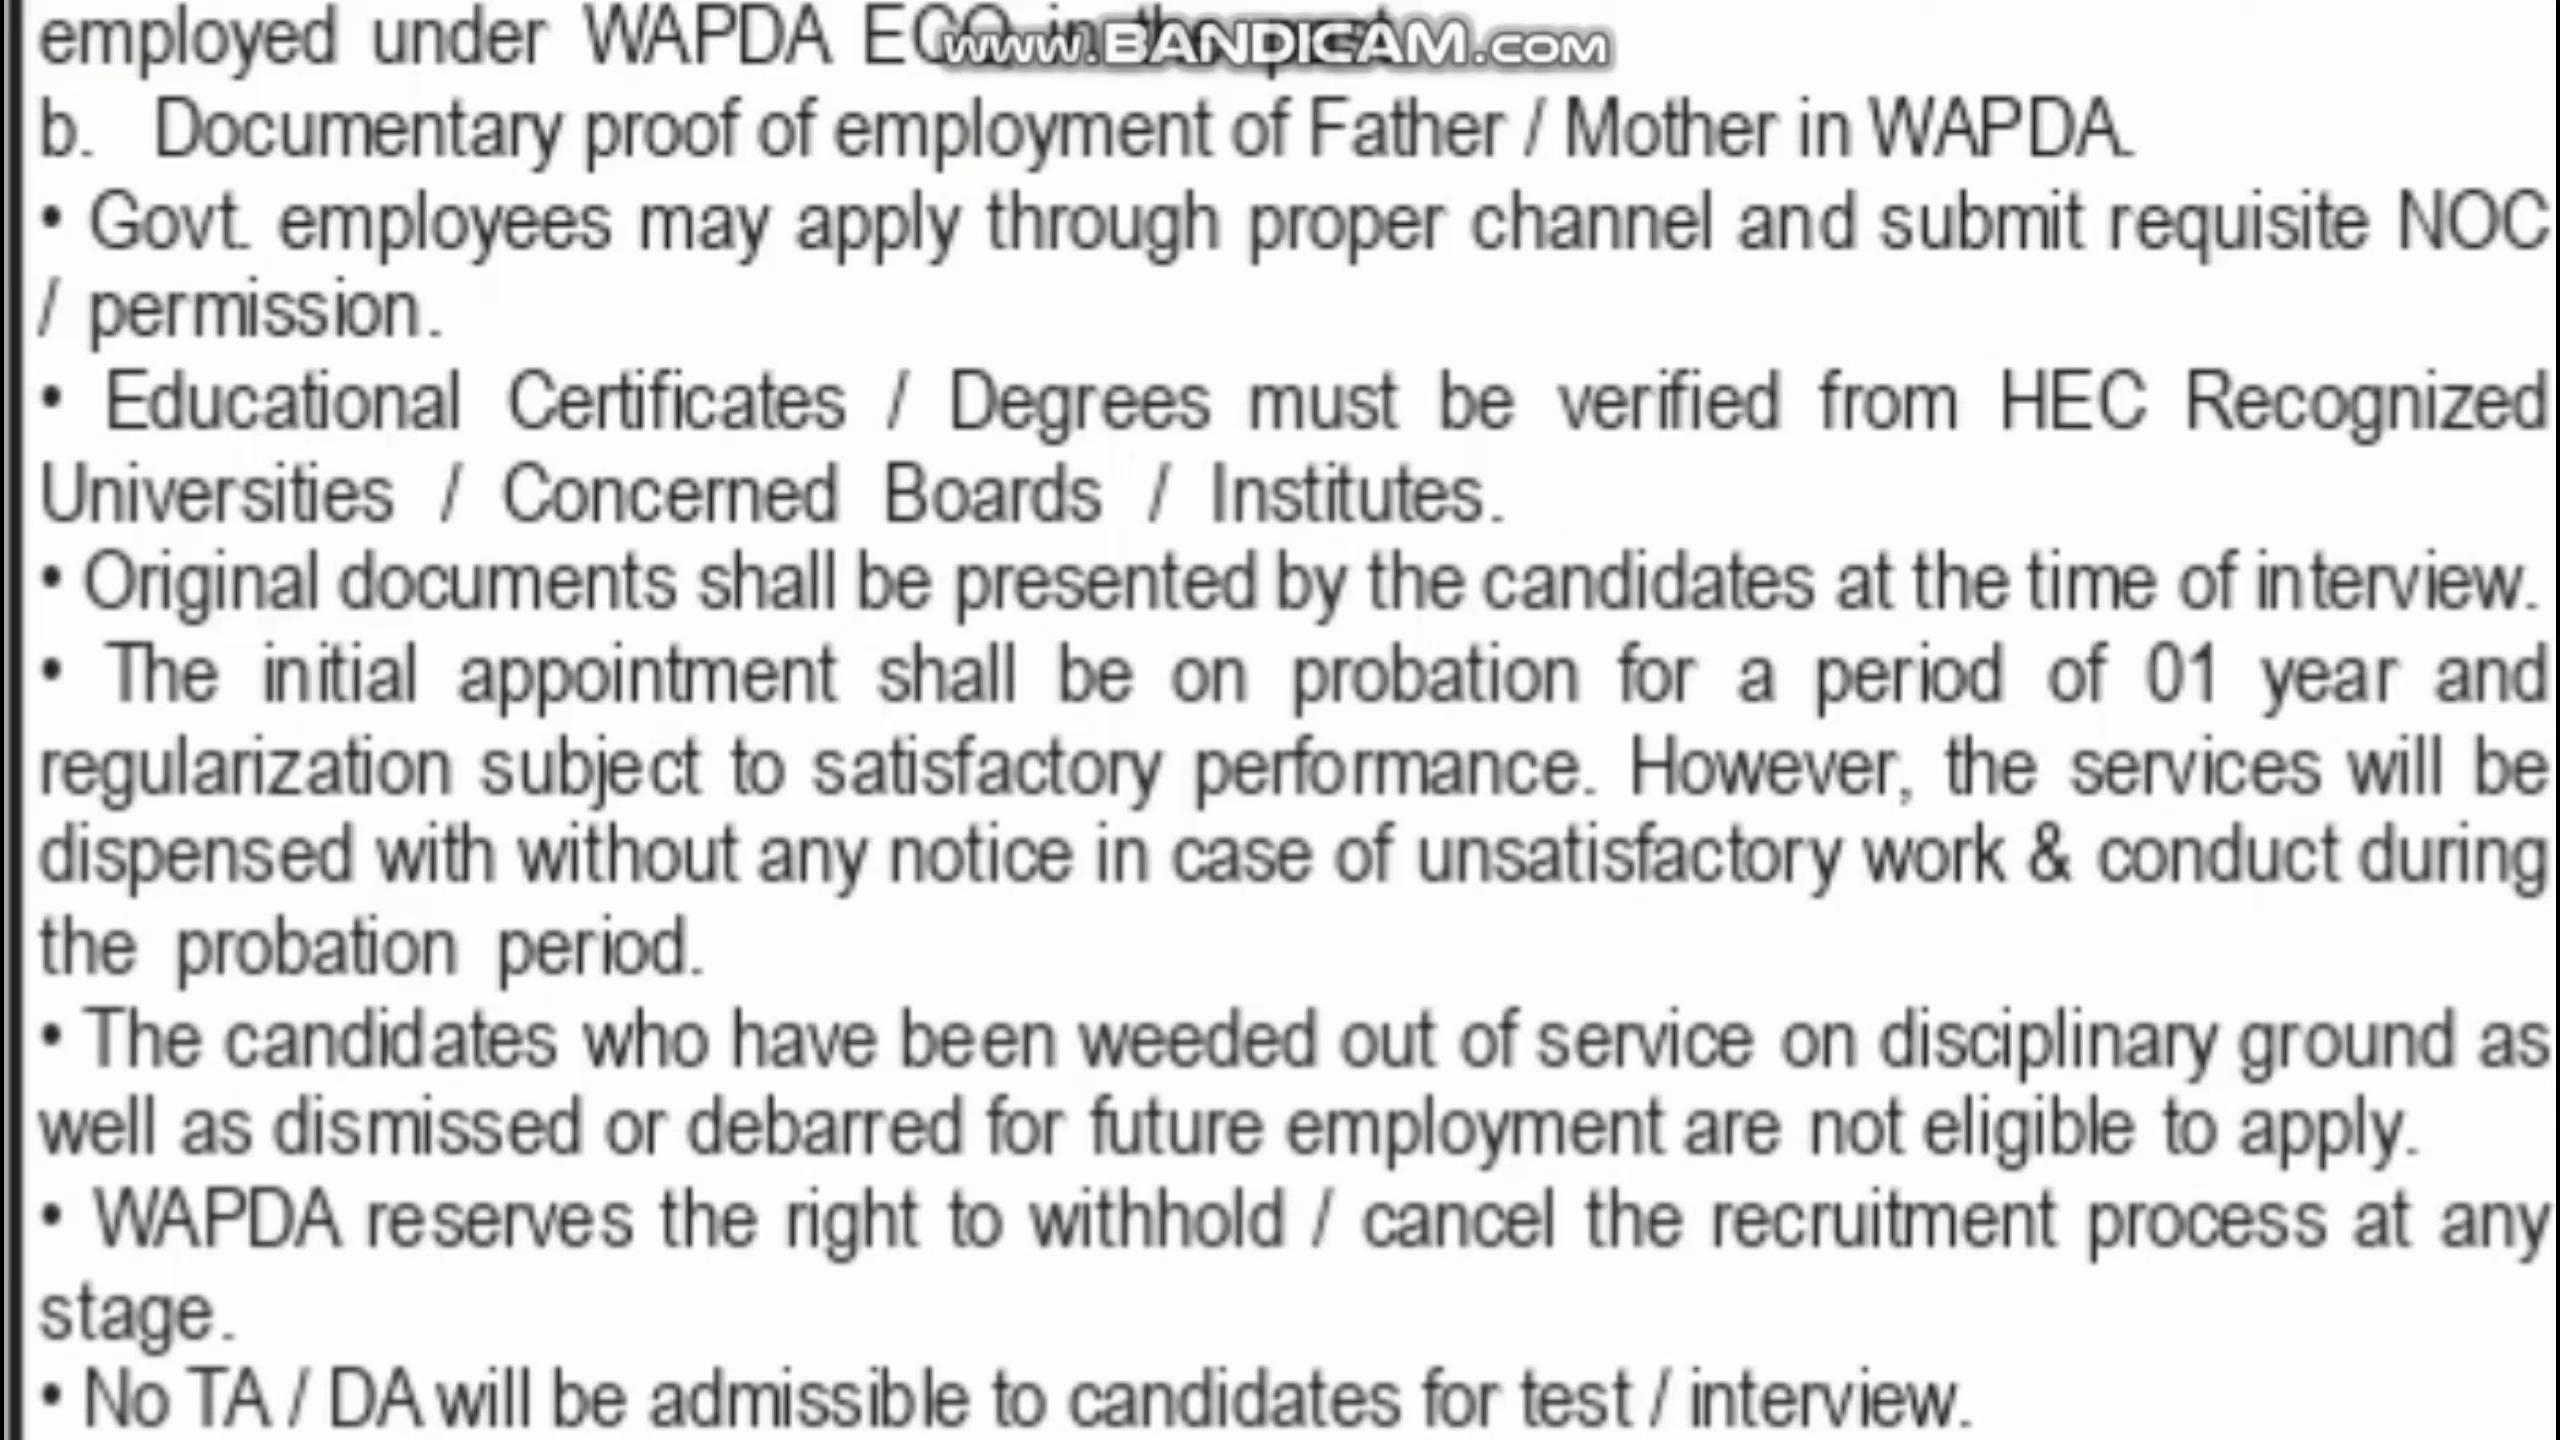 employed under WAPDA in the
www.BANDICAM.COM
b. Documentary proof of employment of Father / Mother in WAPDA.
• Govt. employees may apply through proper channel and submit requisite NOC
/ permission.
• Educational Certificates / Degrees must be verified from HEC Recognized
Universities / Concerned Boards / Institutes.
• Original documents shall be presented by the candidates at the time of interview.
• The initial appointment shall be on probation for a period of 01 year and
regularization subject to satisfactory performance. However, the services will be
dispensed with without any notice in case of unsatisfactory work & conduct during
the probation period.
• The candidates who have been weeded out of service on disciplinary ground as
well as dismissed or debarred for future employment are not eligible to apply.
• WAPDA reserves the right to withhold / cancel the recruitment process at any
stage.
• No TA / DA will be admissible to candidates for test / interview.